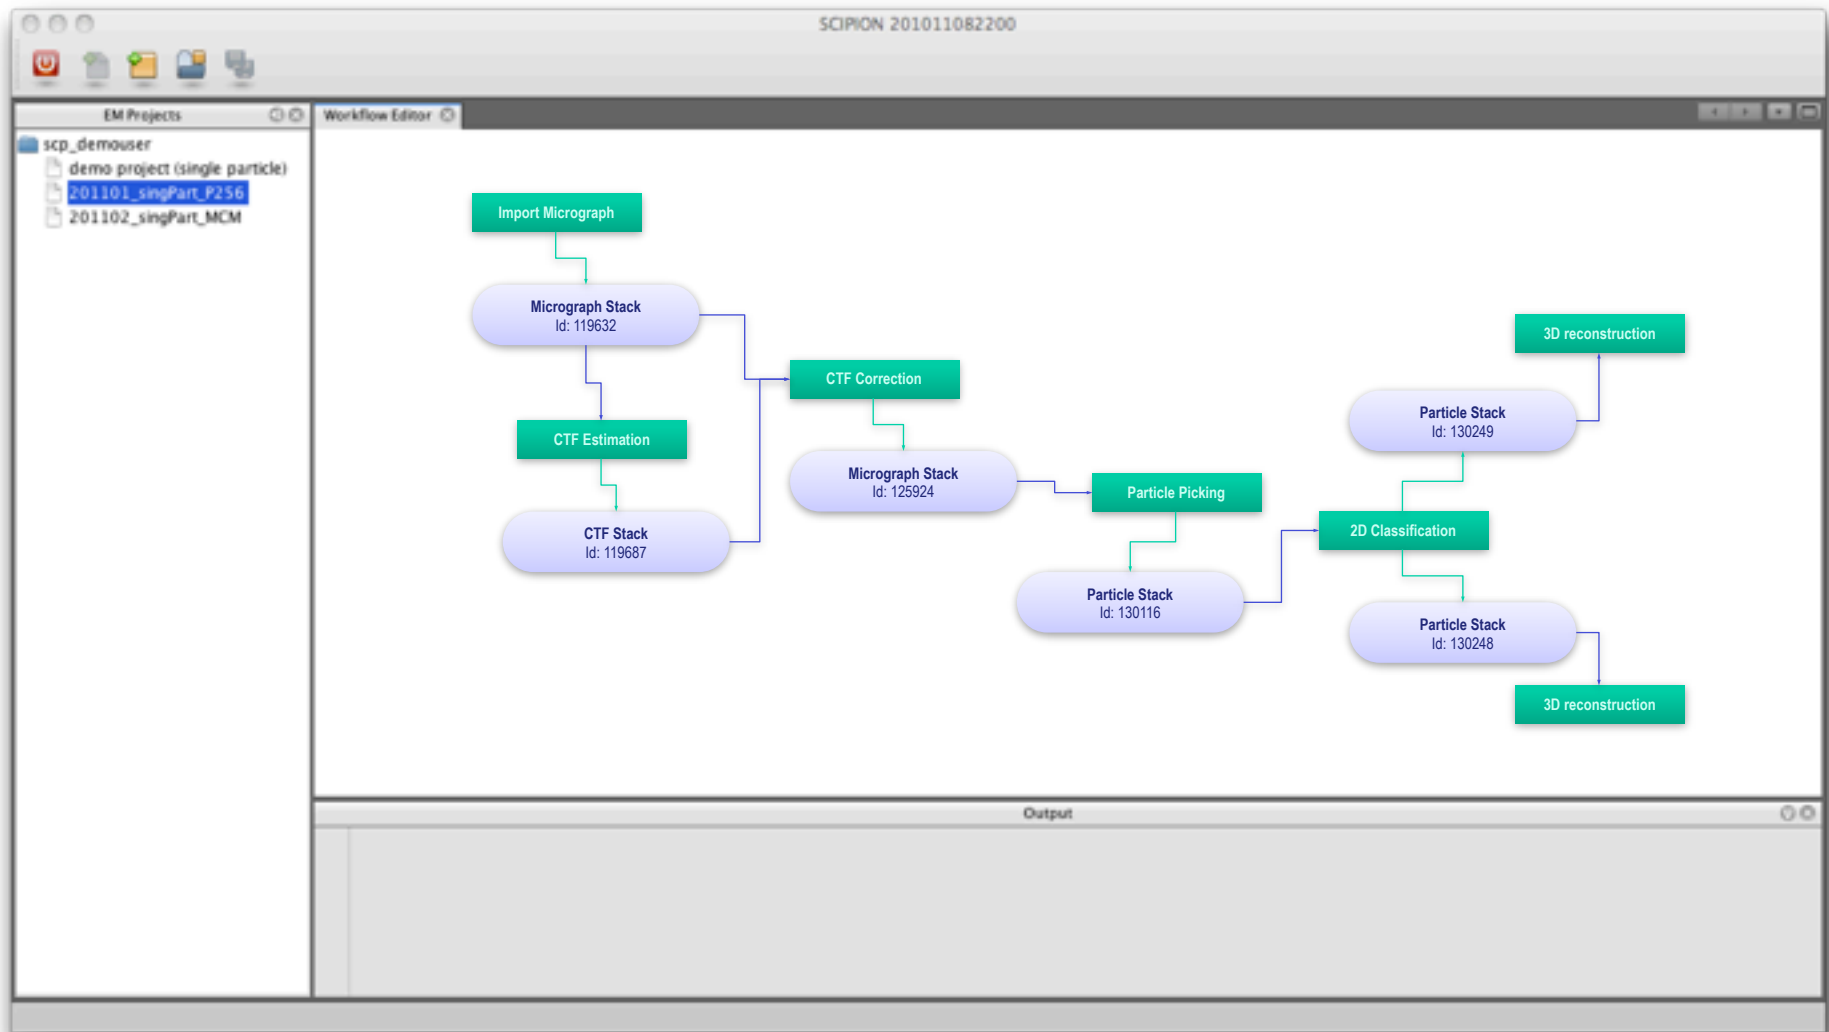 SCIPION 201011082200
EM Projects
Workflow Editor
scp_demouser
demo project (single particle)
201101_singPart_P256
201102_singPart_MCM
Import Micrograph
Micrograph Stack
Id: 119632
CTF Estimation
CTF Stack
Id: 119687
CTF Correction
Micrograph Stack
Id: 125924
Particle Picking
Particle Stack
Id: 130116
2D Classification
3D reconstruction
Particle Stack
Id: 130249
Particle Stack
Id: 130248
3D reconstruction
Output